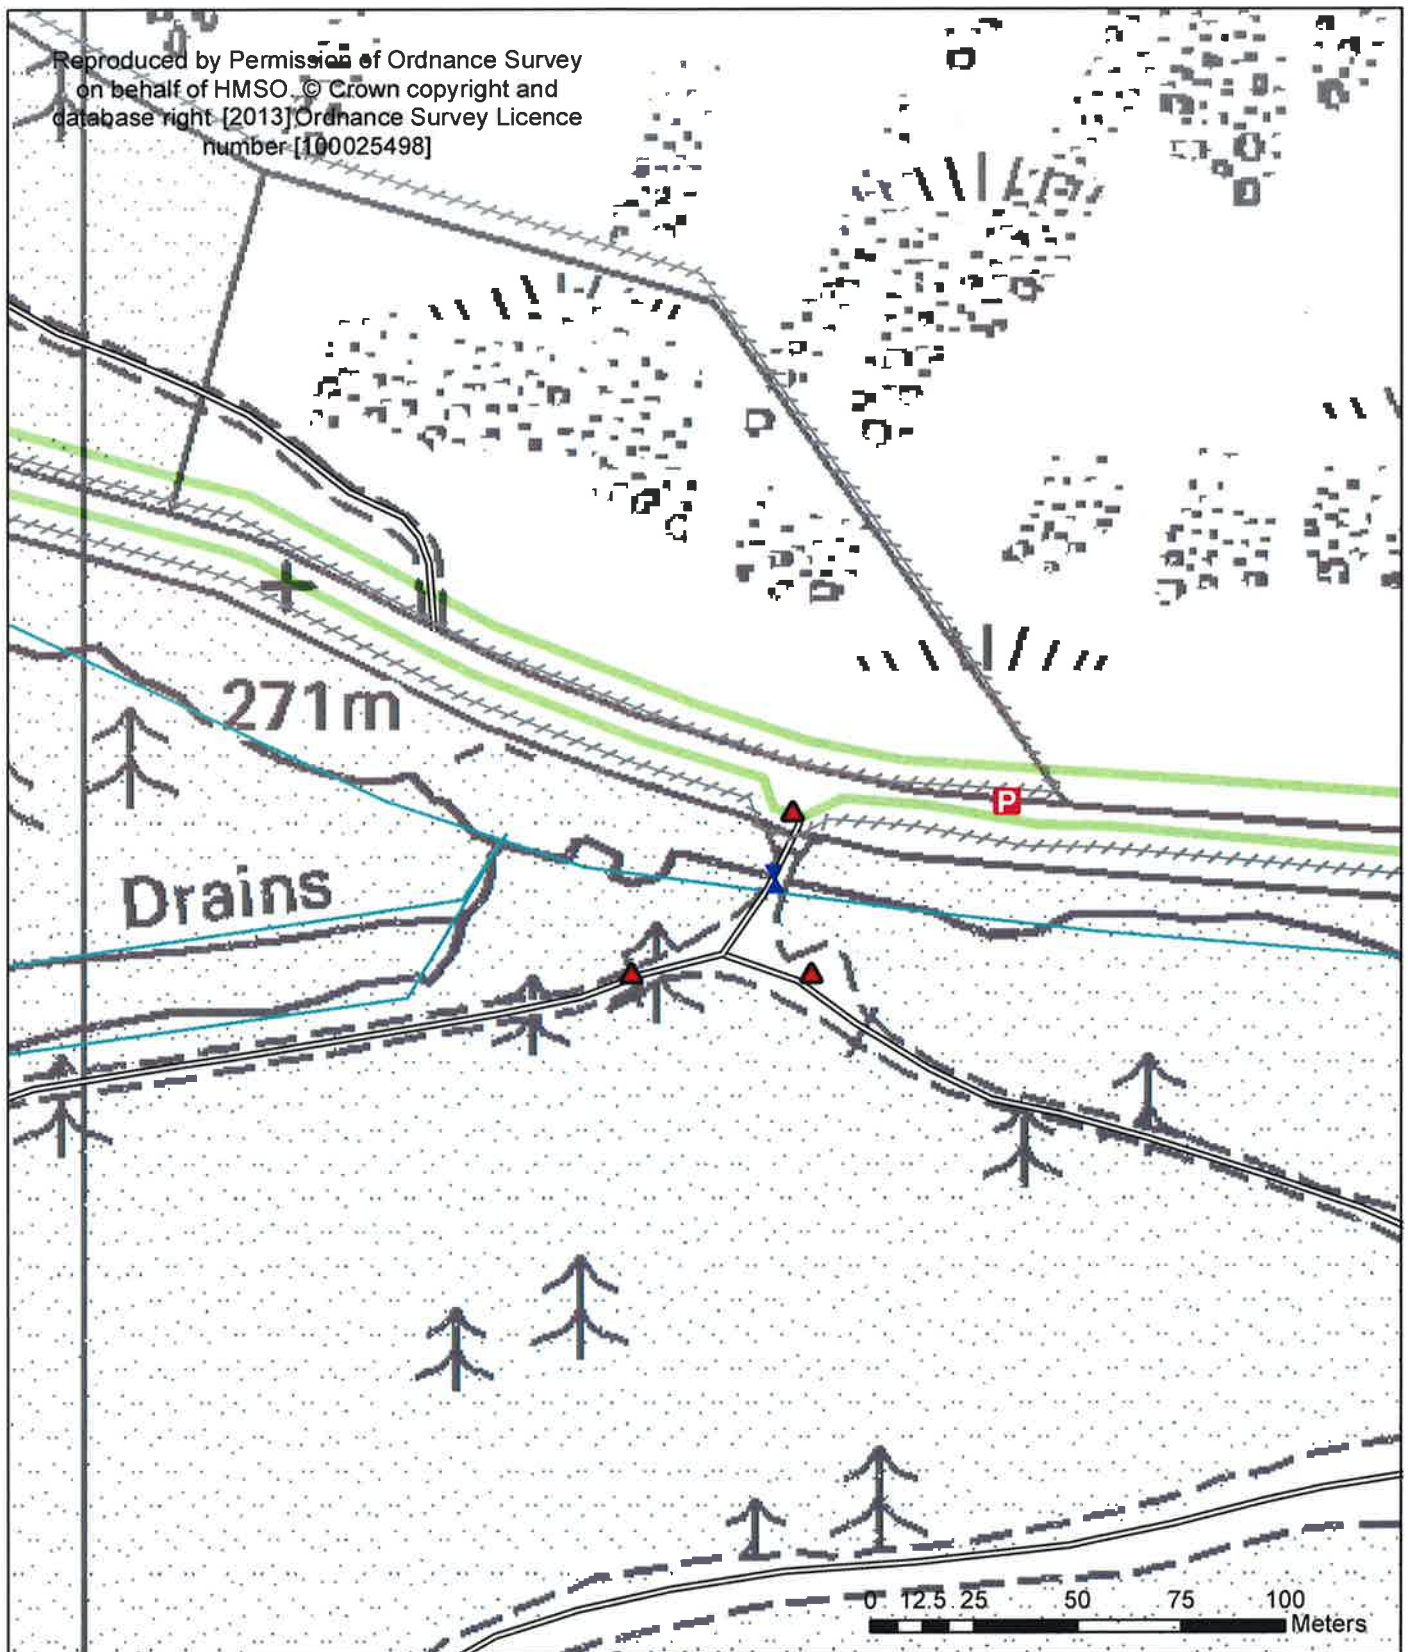 Reproduced by Permission of Ordnance Survey
on behalf of HMSO. © Crown copyright and
database right [2013] Ordnance Survey Licence
number [100025498]
271m
P
Drains
0 12.5 25 50 75 100
Meters